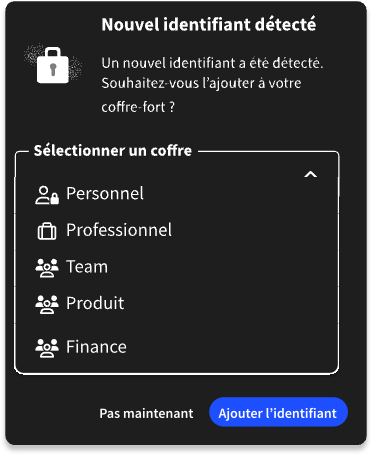 Nouvel identifiant détecté
Un nouvel identifiant a été détecté.
Souhaitez-vous l’ajouter à votre
coffre-fort ?
Sélectionner un coffre
Personnel
Professionnel
Team
Produit
Finance
Pas maintenant
Ajouter l’identifiant